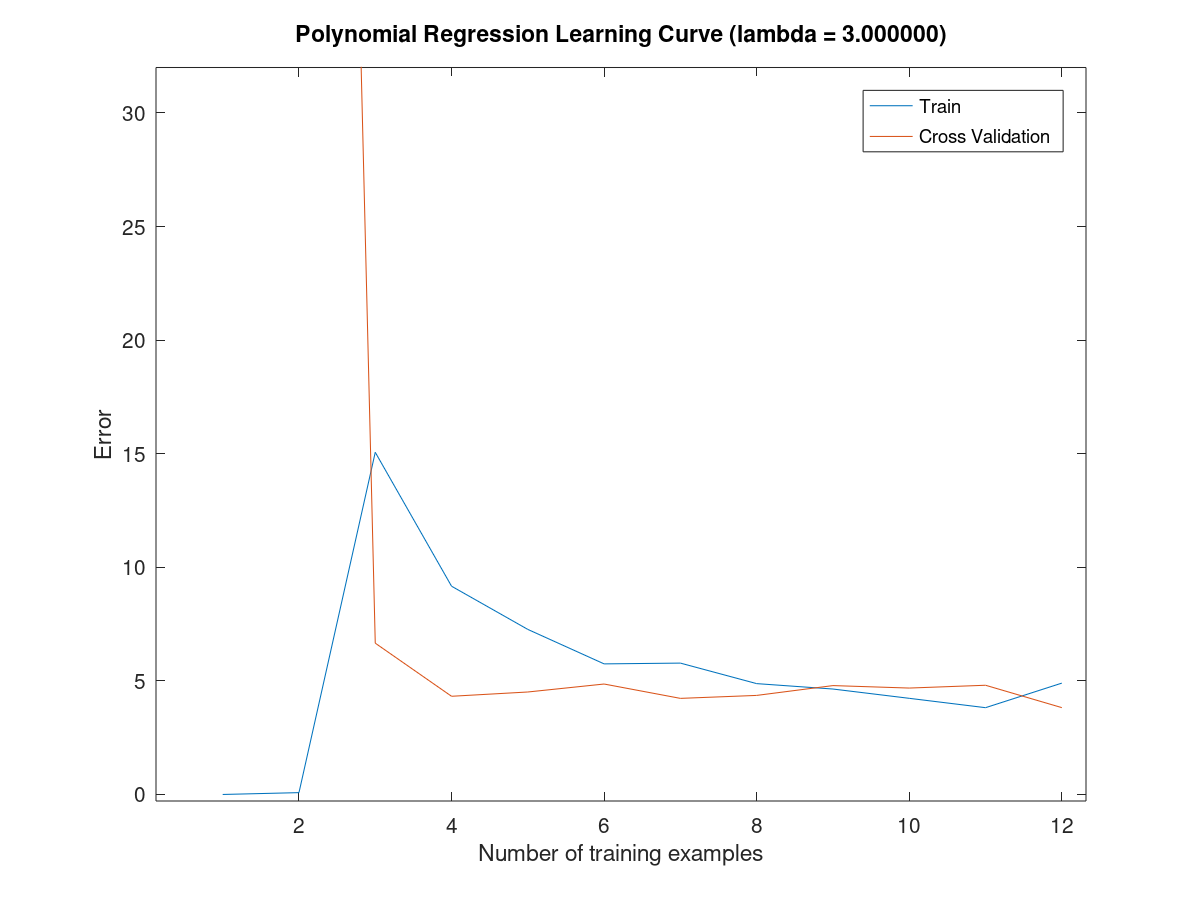 Polynomial Regression Learning Curve (lambda = 3.000000)
Train
Cross Validation
30
25
20
15
10
5
0
Error
2 4 6 8 10 12
Number of training examples